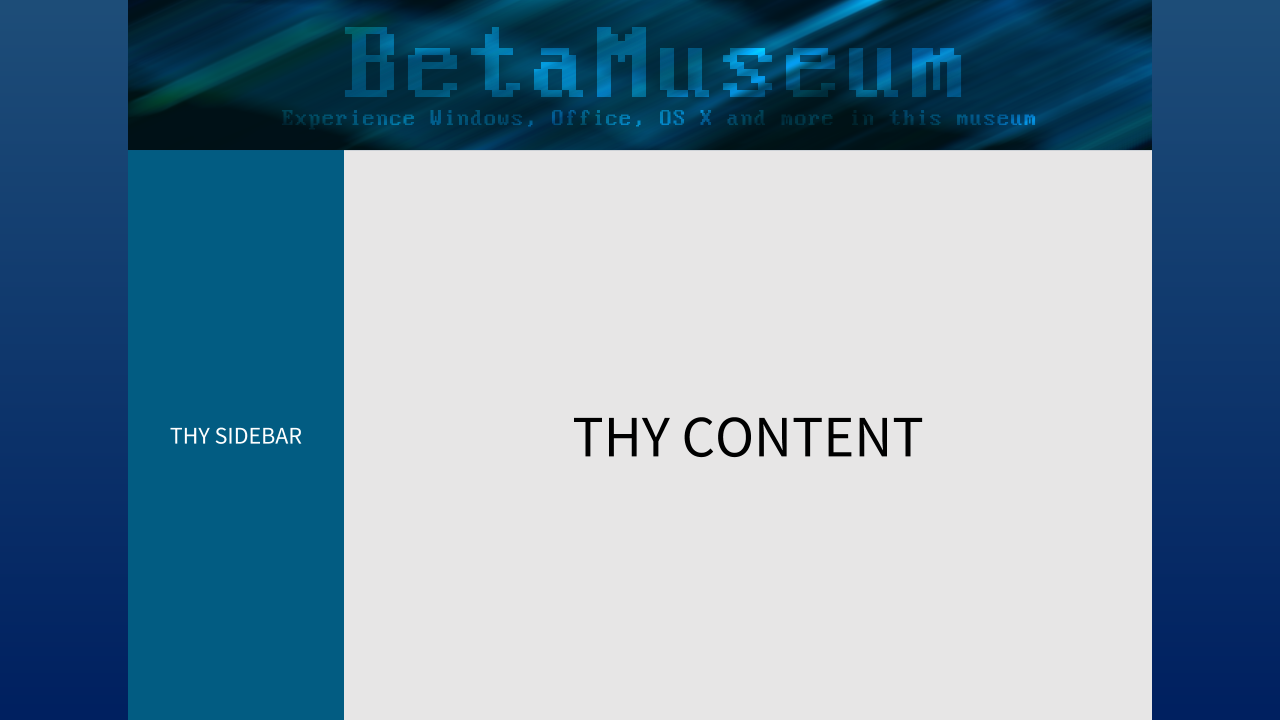 BetaMuseum
Experience Windows, Office, OS X and more in this museum
THY SIDEBAR
THY CONTENT